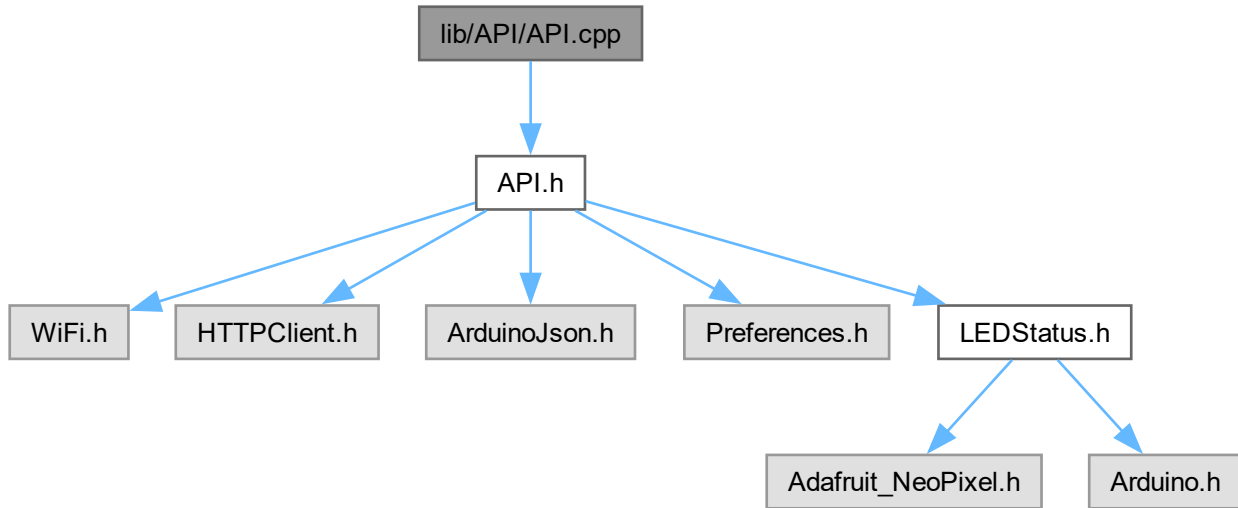 lib/API/API.cpp
API.h
WiFi.h
HTTPClient.h
ArduinoJson.h
Preferences.h
LEDStatus.h
Adafruit_NeoPixel.h
Arduino.h